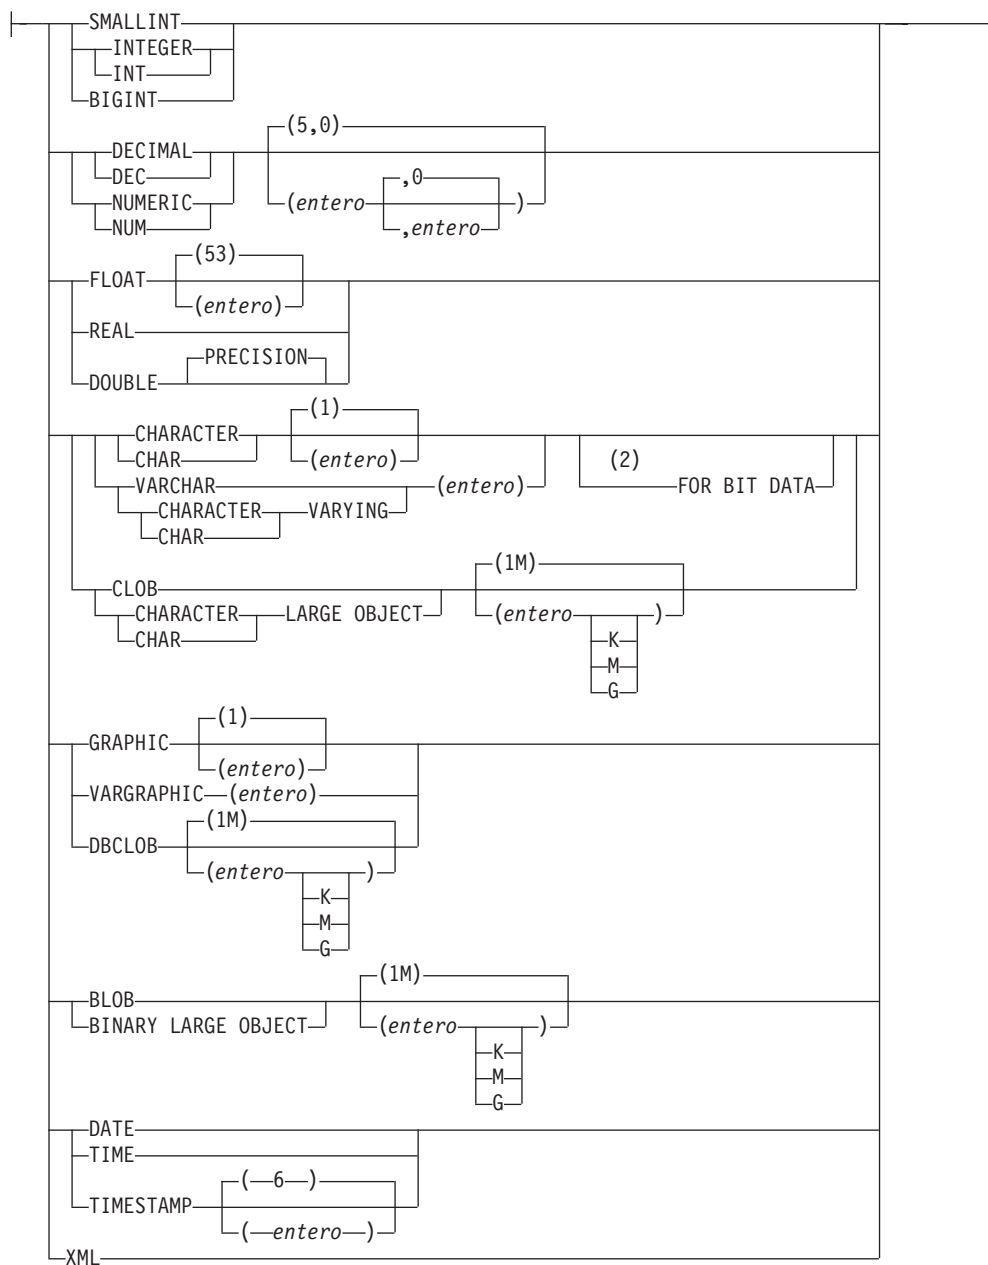 SMALLINT
INTEGER
INT
BIGINT
(5,0)
DECIMAL
DEC
,0
NUMERIC
(entero )
NUM
,entero
(53)
FLOAT
(entero)
REAL
PRECISION
DOUBLE
(1)
CHARACTER
CHAR
(entero)
(2)
VARCHAR
(entero)
FOR BIT DATA
CHARACTER VARYING
CHAR
(1M)
CLOB
CHARACTER LARGE OBJECT
(entero )
CHAR
K
M
G
(1)
GRAPHIC
(entero)
VARGRAPHIC (entero)
(1M)
DBCLOB
(entero )
K
M
G
(1M)
BLOB
BINARY LARGE OBJECT
(entero )
K
M
G
DATE
TIME
( 6 )
TIMESTAMP
( entero )
XML